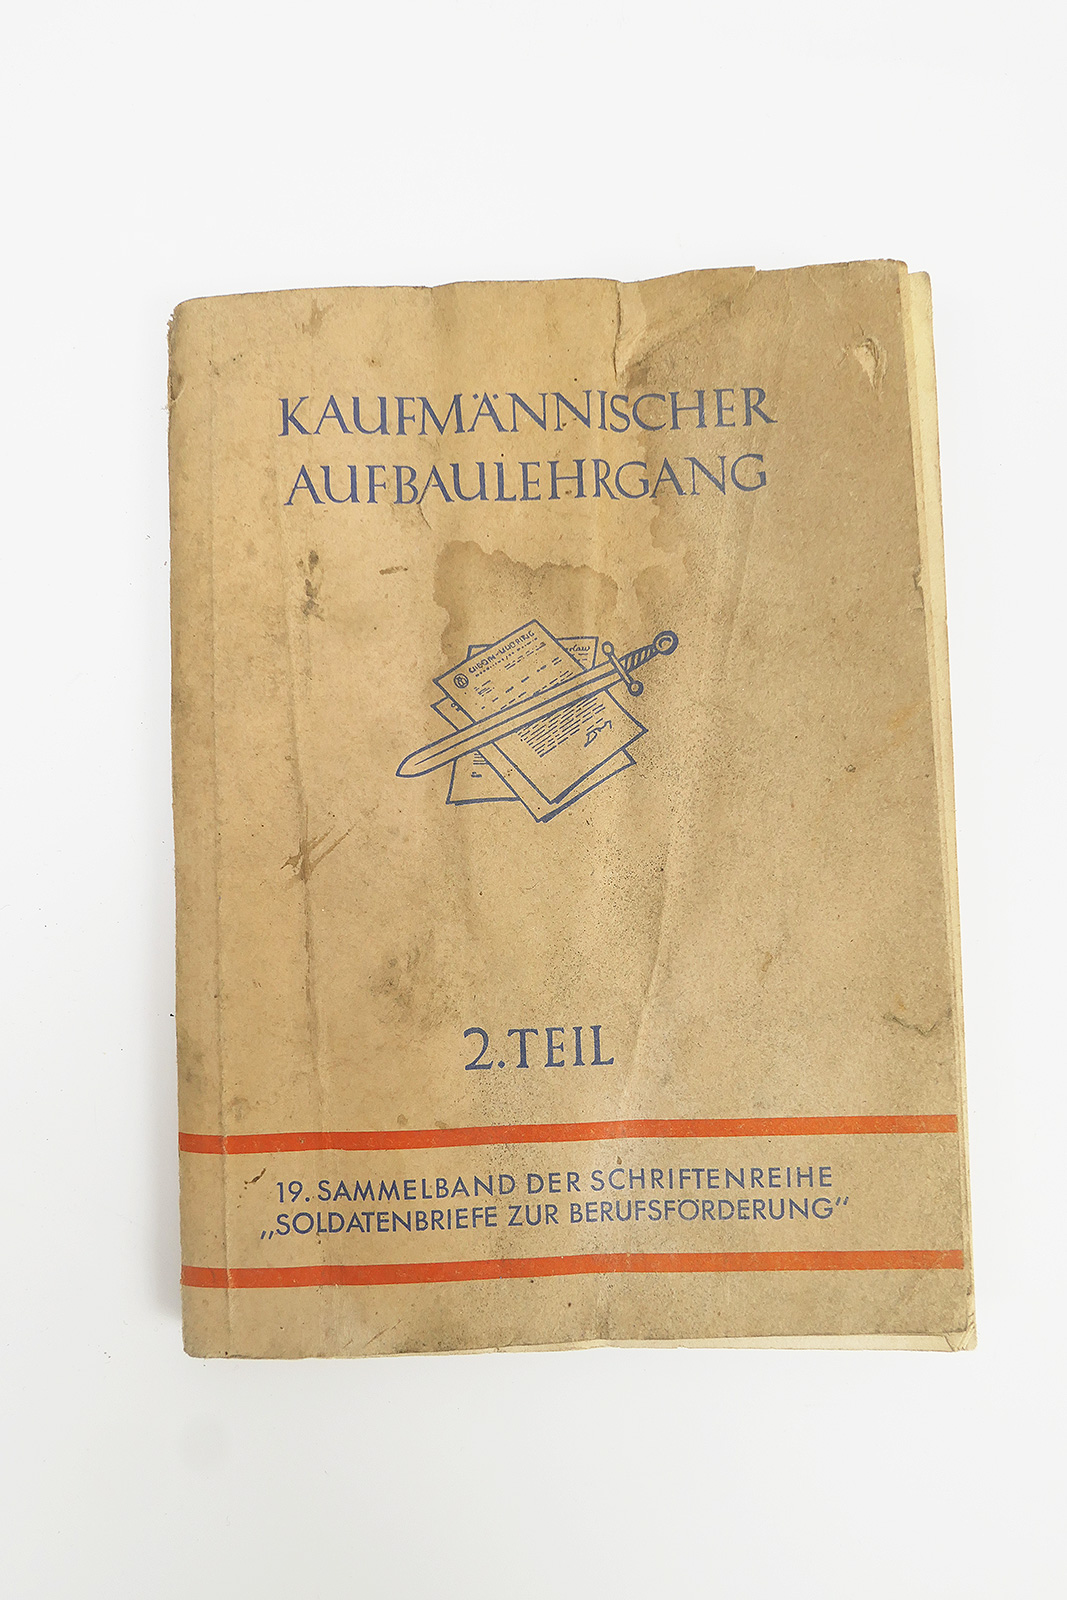 KAUFMÄNNISCHER
AUFBAULEHRGANG
2. TEIL
19. SAMMELBAND DER SCHRIFTENREIHE
„SOLDATENBRIEFE ZUR BERUFSFÖRDERUNG“